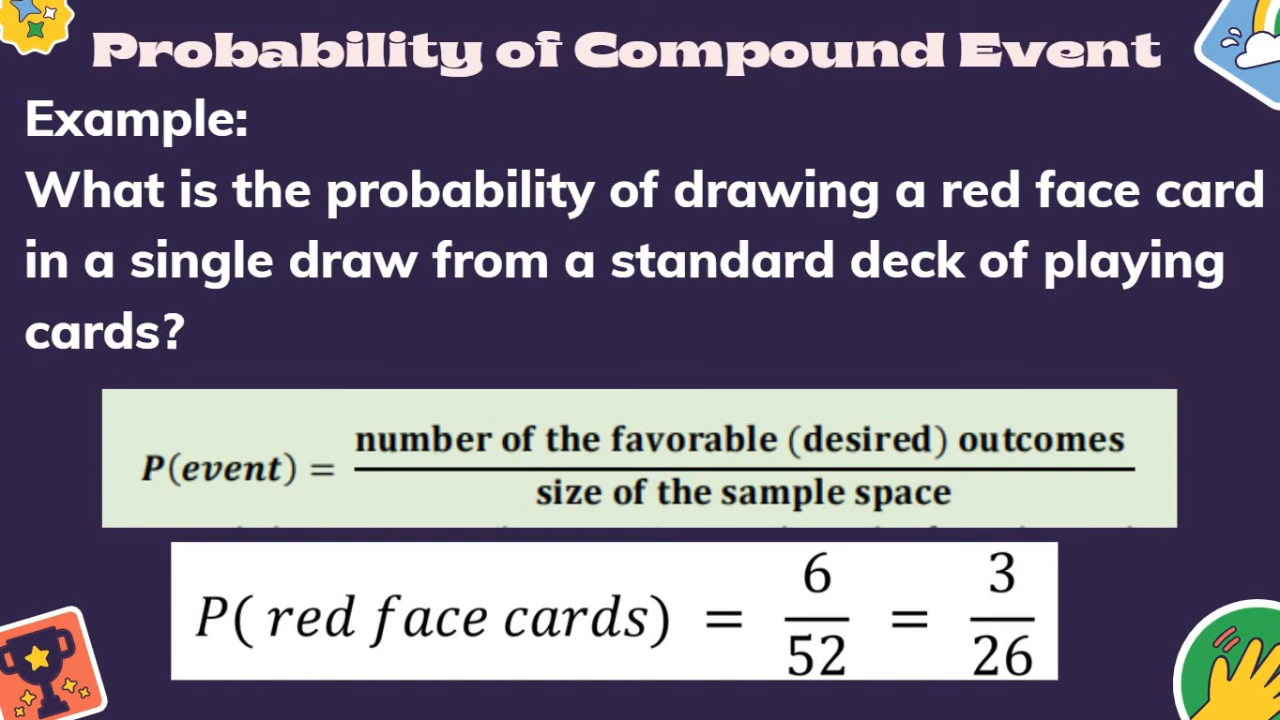 Probability of Compound Event
Example:
What is the probability of drawing a red face card
in a single draw from a standard deck of playing
cards?
P(event) = number of the favorable (desired) outcomes / size of the sample space
P( red face cards) = 6/52 = 3/26